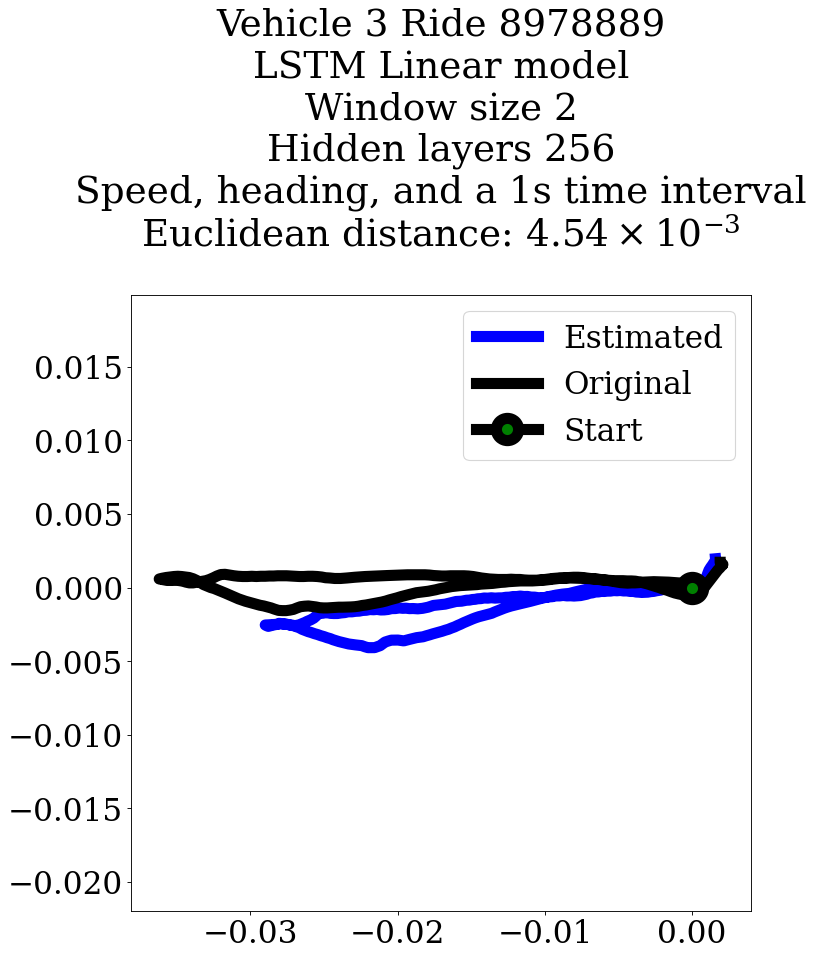 Vehicle 3 Ride 8978889
LSTM Linear model
Window size 2
Hidden layers 256
Speed, heading, and a 1s time interval
Euclidean distance: 4.54 × 10⁻³
Estimated
Original
Start
0.015
0.010
0.005
0.000
−0.005
−0.010
−0.015
−0.020
−0.03 −0.02 −0.01 0.00